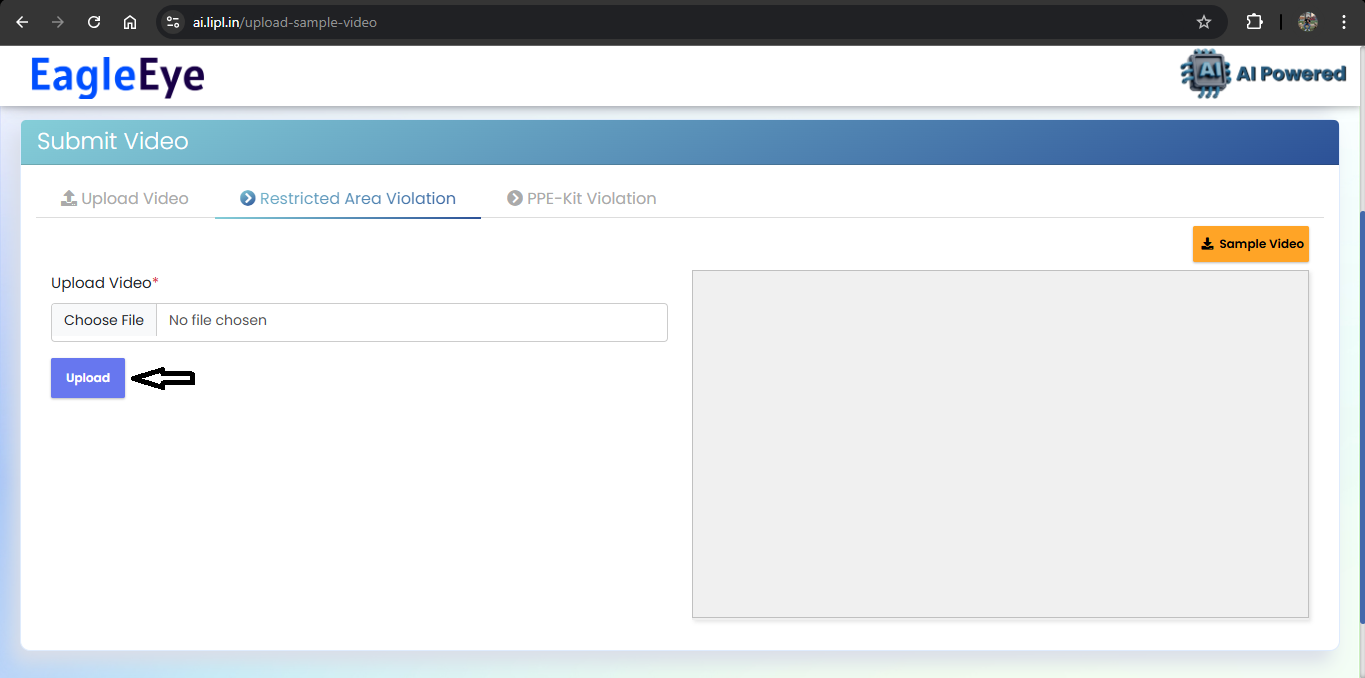 ai.lipl.in/upload-sample-video
EagleEye
AI AI Powered
Submit Video
Upload Video Restricted Area Violation PPE-Kit Violation
Sample Video
Upload Video*
Choose File No file chosen
Upload